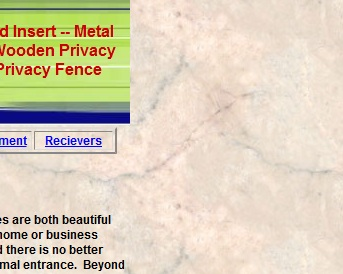 d Insert -- Metal
Wooden Privacy
Privacy Fence
ment
Recievers
es are both beautiful
home or business
d there is no better
mal entrance. Beyond